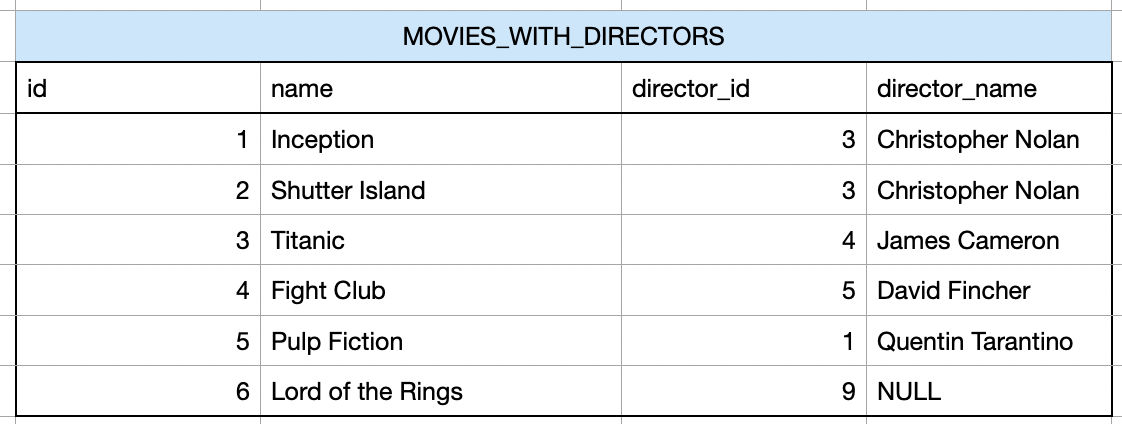 MOVIES_WITH_DIRECTORS
id name director_id director_name
1 Inception 3 Christopher Nolan
2 Shutter Island 3 Christopher Nolan
3 Titanic 4 James Cameron
4 Fight Club 5 David Fincher
5 Pulp Fiction 1 Quentin Tarantino
6 Lord of the Rings 9 NULL